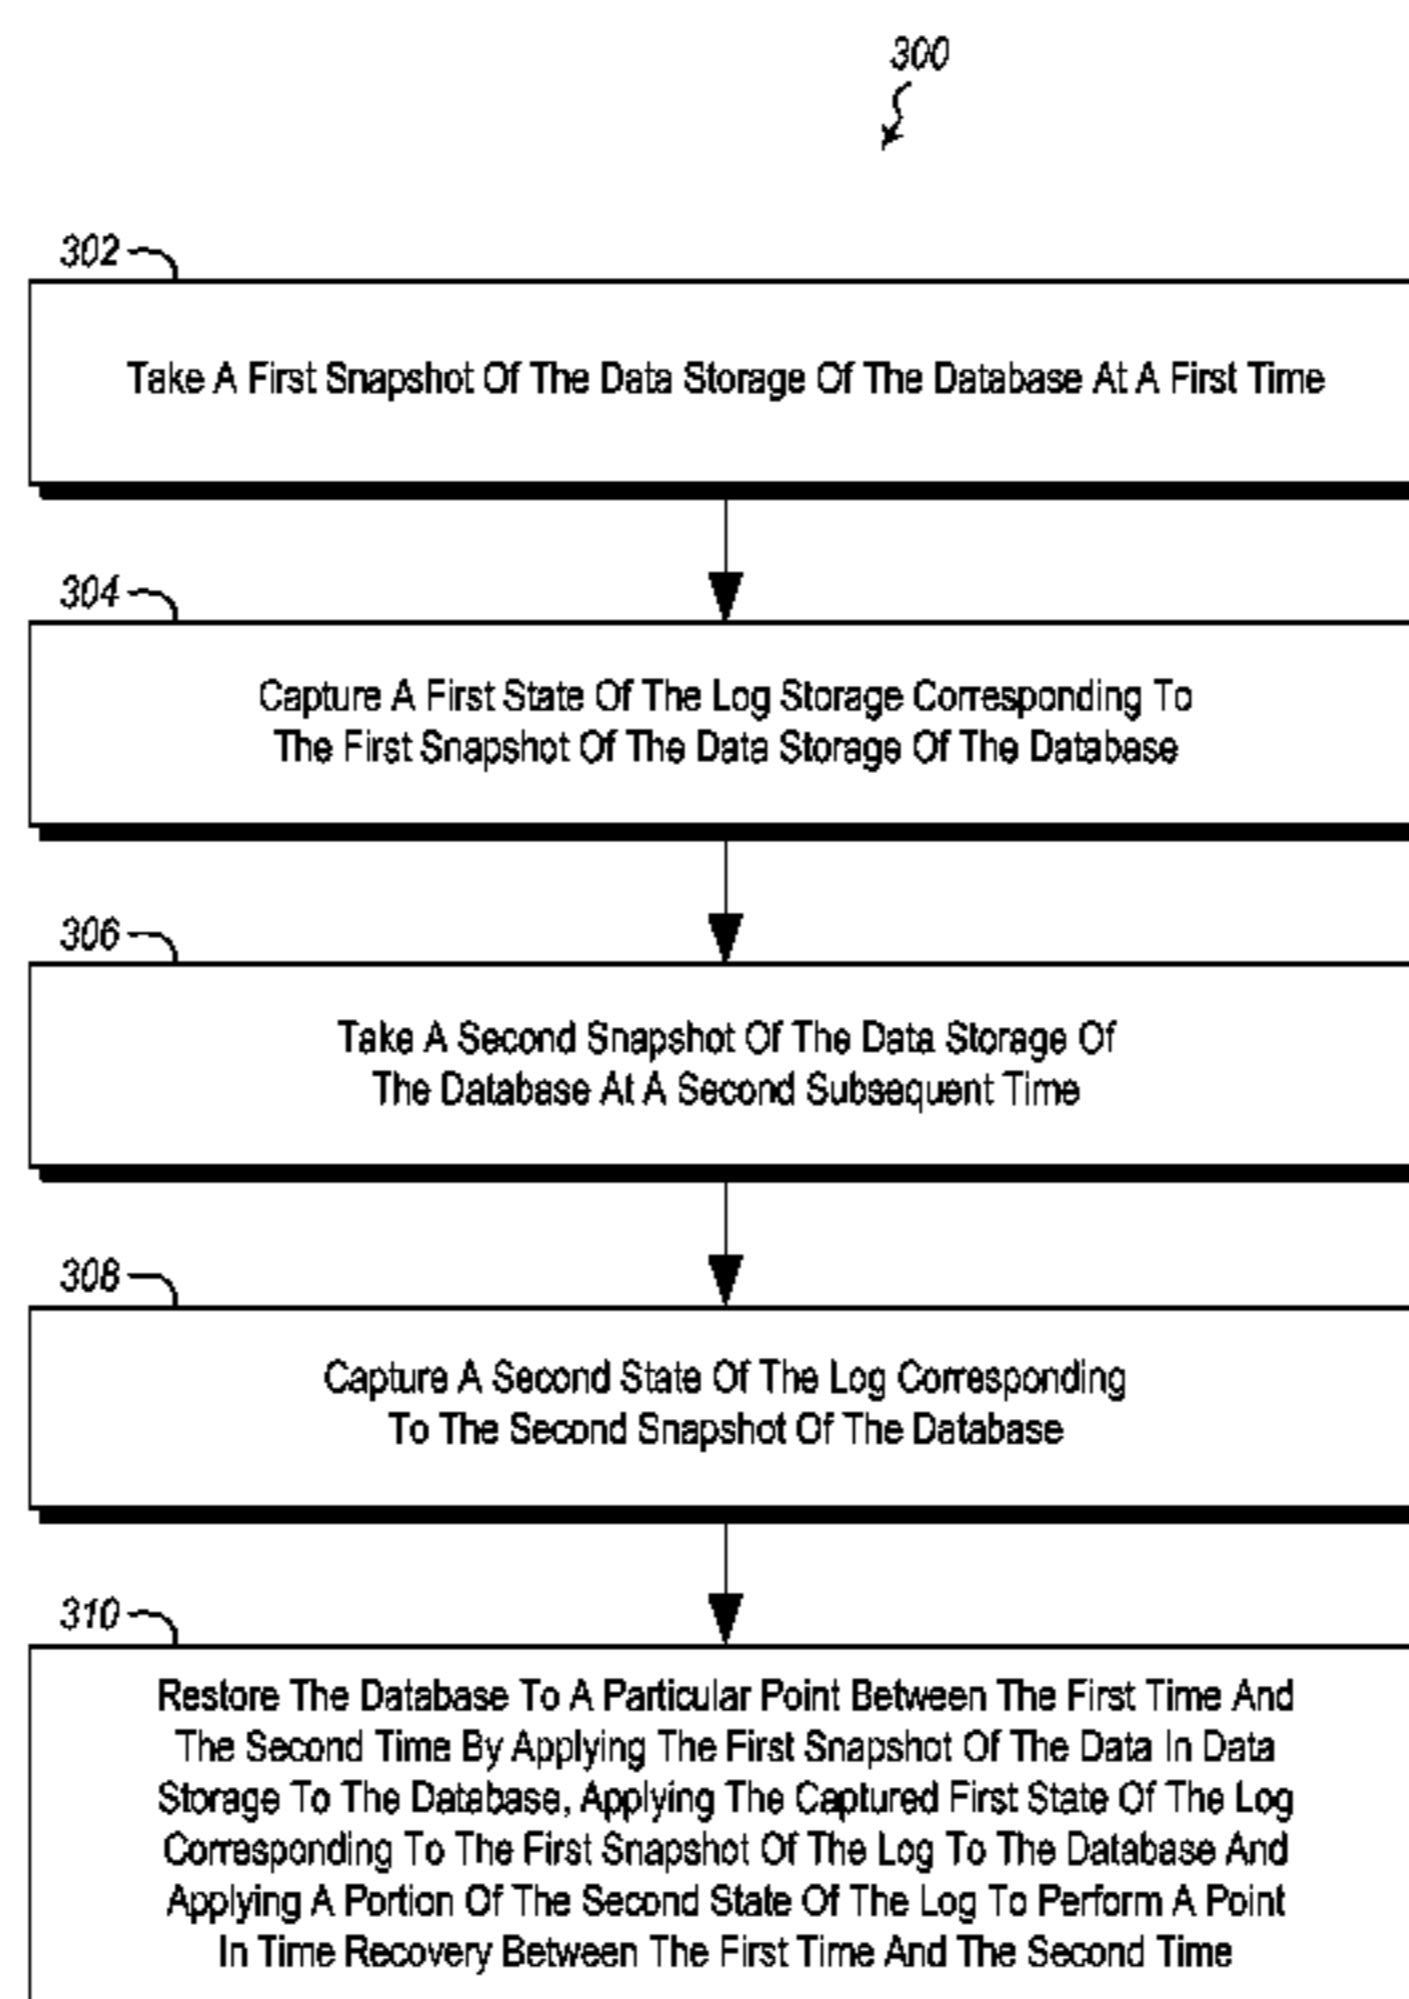 300
302
Take A First Snapshot Of The Data Storage Of The Database At A First Time
304
Capture A First State Of The Log Storage Corresponding To
The First Snapshot Of The Data Storage Of The Database
306
Take A Second Snapshot Of The Data Storage Of
The Database At A Second Subsequent Time
308
Capture A Second State Of The Log Corresponding
To The Second Snapshot Of The Database
310
Restore The Database To A Particular Point Between The First Time And
The Second Time By Applying The First Snapshot Of The Data In Data
Storage To The Database, Applying The Captured First State Of The Log
Corresponding To The First Snapshot Of The Log To The Database And
Applying A Portion Of The Second State Of The Log To Perform A Point
In Time Recovery Between The First Time And The Second Time